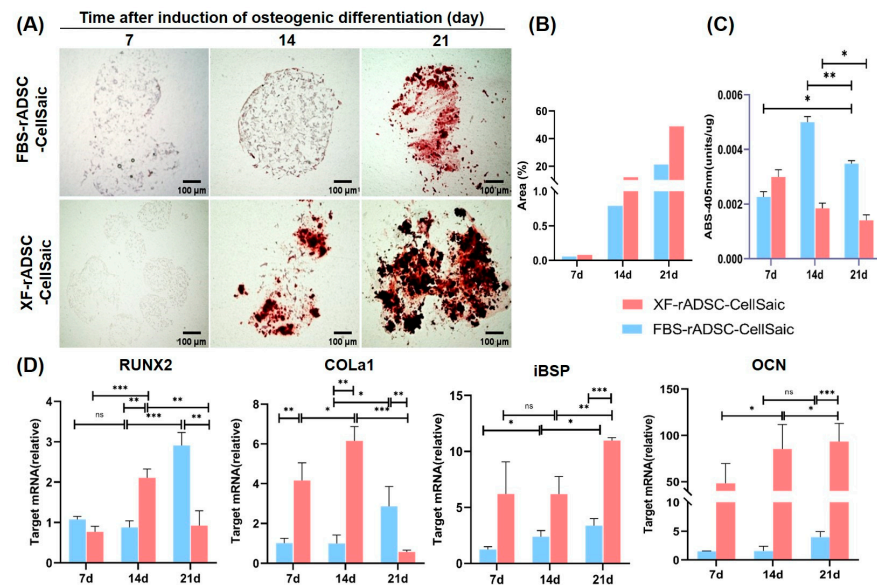 (A)
Time after induction of osteogenic differentiation (day)
7
14
21
FBS-rADSC
-CellSaic
XF-rADSC
-CellSaic
100 μm
100 μm
100 μm
100 μm
100 μm
100 μm
(B)
Area (%)
60
40
20
1.0
0.5
0.0
7d
14d
21d
(C)
ABS-405nm(units/ug)
0.006
0.004
0.002
0.000
*
**
*
7d
14d
21d
XF-rADSC-CellSaic
FBS-rADSC-CellSaic
(D)
RUNX2
Target mRNA(relative)
4
3
2
1
0
***
**
**
ns
***
**
7d
14d
21d
COLa1
Target mRNA(relative)
8
6
4
2
0
**
*
**
**
*
***
7d
14d
21d
iBSP
Target mRNA(relative)
15
10
5
0
***
ns
**
*
*
7d
14d
21d
OCN
Target mRNA(relative)
100
50
10
5
0
ns
***
*
*
7d
14d
21d